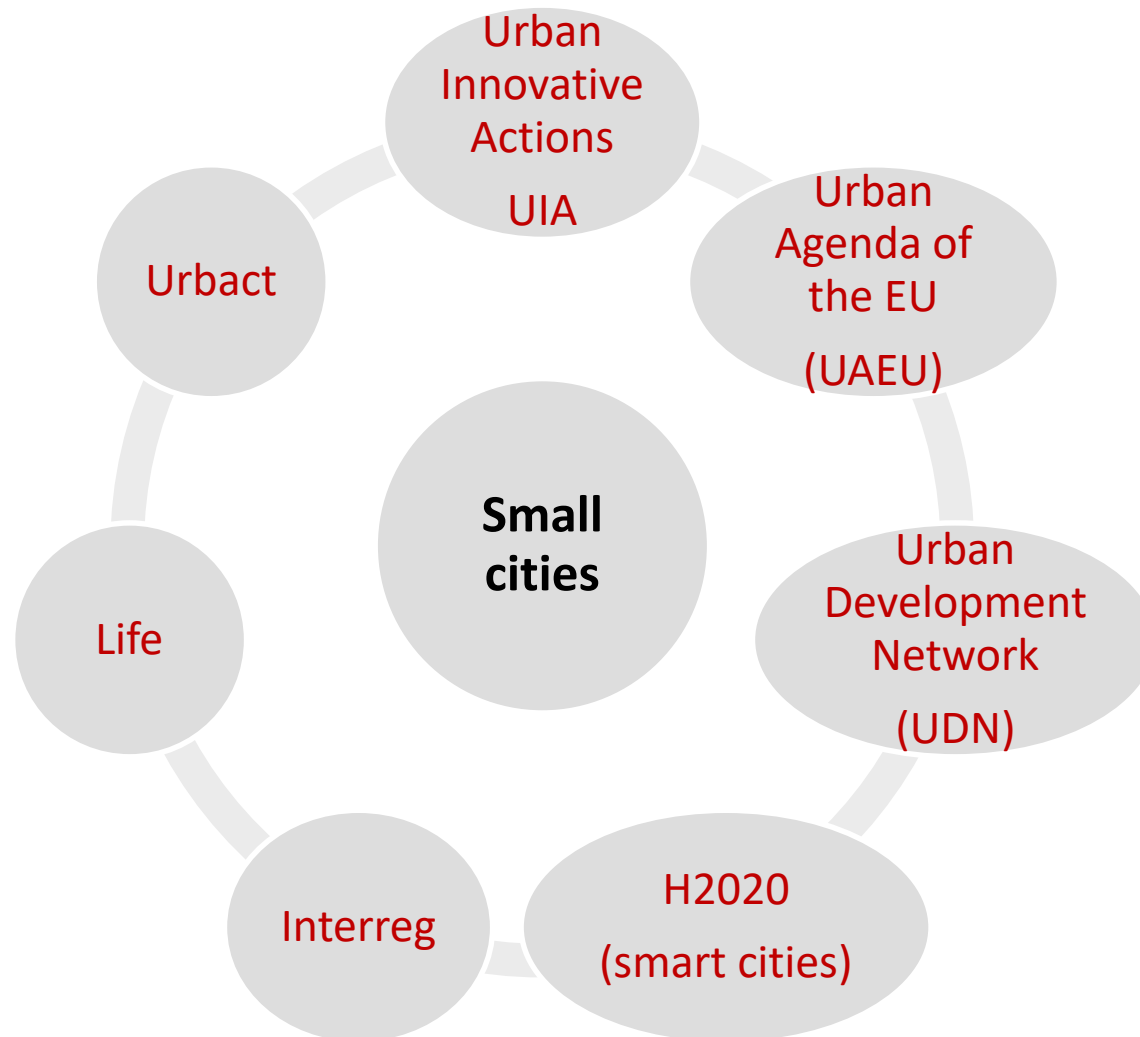 Urban
Innovative
Actions
UIA
Urban
Agenda of
the EU
(UAEU)
Urban
Development
Network
(UDN)
H2020
(smart cities)
Interreg
Life
Urbact
Small
cities